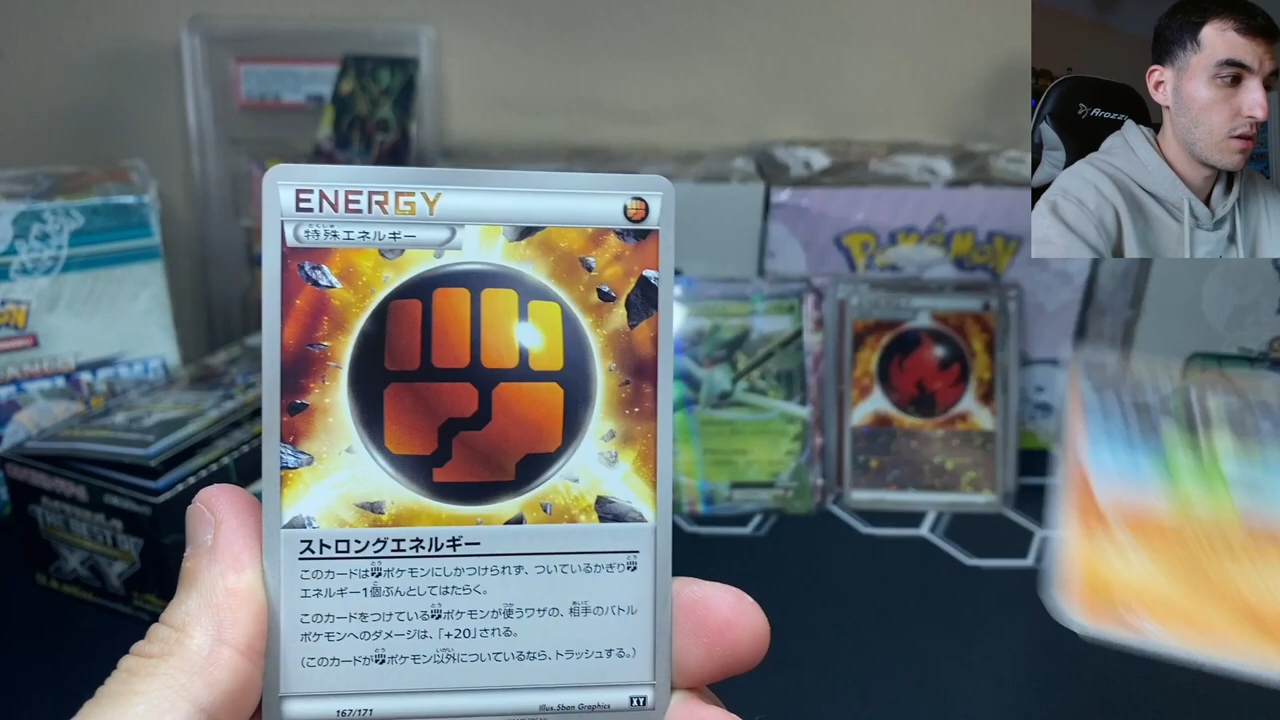 ENERGY
特殊エネルギー
とくしゅ
ストロングエネルギー
このカードはポケモンにしかつけられず、ついているかぎり
エネルギー1個ぶんとしてはたらく。
このカードをつけているポケモンが使うワザの、相手のバトル
ポケモンへのダメージは、「+20」される。
(このカードがポケモン以外についているなら、トラッシュする。)
167/171
Illus.5ban Graphics
XY
POKÉMON
Arozzi
THE BEST OF
XY